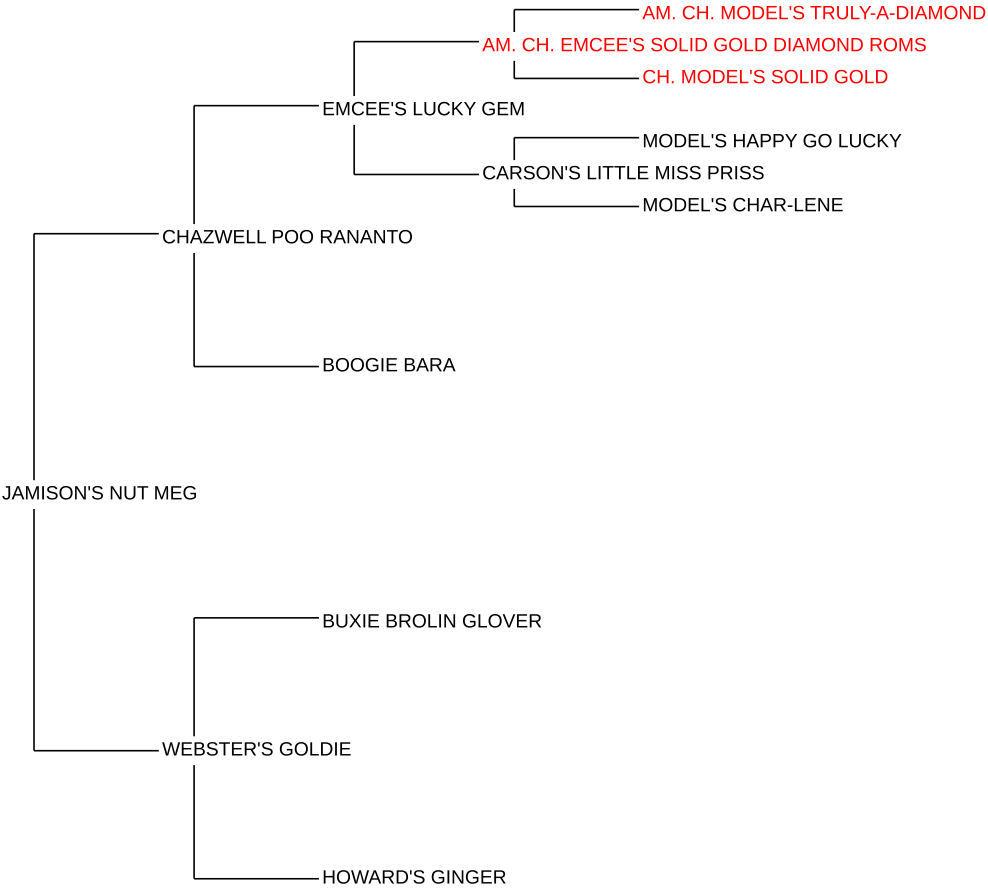 AM. CH. MODEL'S TRULY-A-DIAMOND
AM. CH. EMCEE'S SOLID GOLD DIAMOND ROMS
CH. MODEL'S SOLID GOLD
EMCEE'S LUCKY GEM
MODEL'S HAPPY GO LUCKY
CARSON'S LITTLE MISS PRISS
MODEL'S CHAR-LENE
CHAZWELL POO RANANTO
BOOGIE BARA
JAMISON'S NUT MEG
BUXIE BROLIN GLOVER
WEBSTER'S GOLDIE
HOWARD'S GINGER